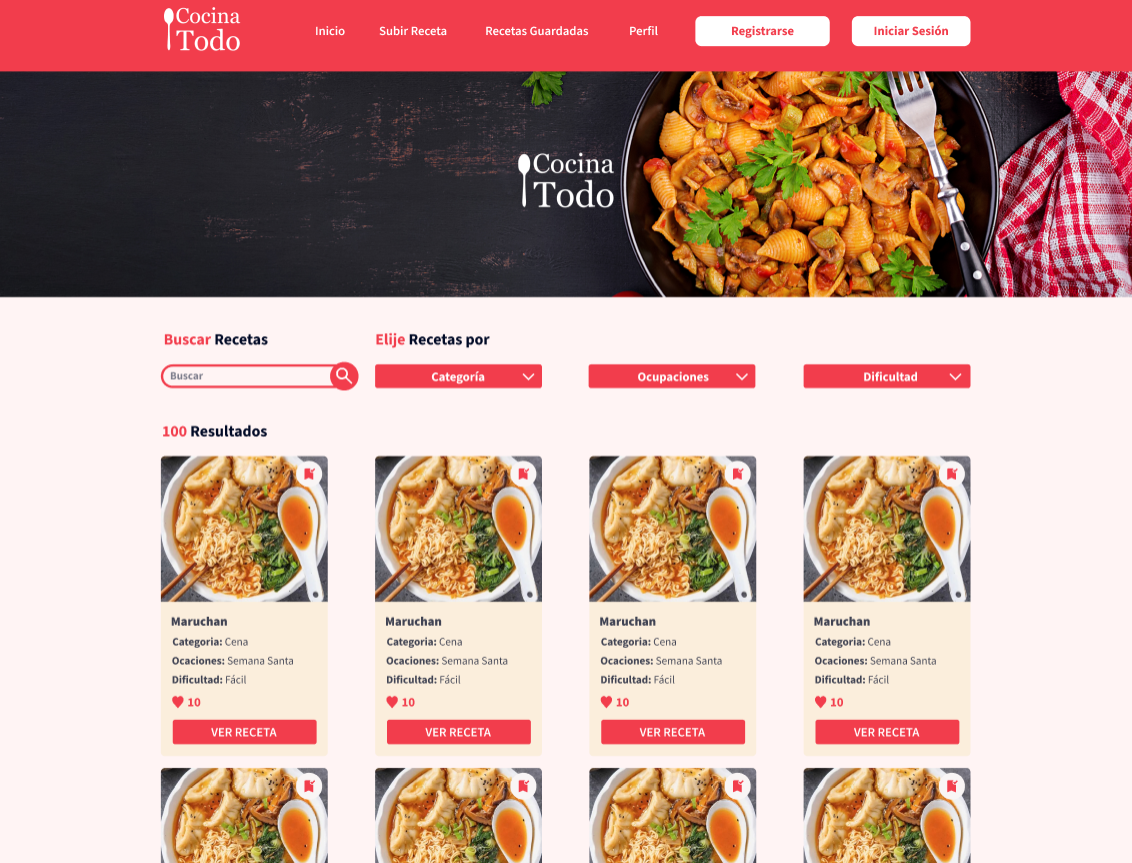 Cocina
Todo
Inicio
Subir Receta
Recetas Guardadas
Perfil
Registrarse
Iniciar Sesión
Cocina
Todo
Buscar Recetas
Elije Recetas por
Buscar
Categoría
Ocupaciones
Dificultad
100 Resultados
Maruchan
Categoria: Cena
Ocaciones: Semana Santa
Dificultad: Fácil
10
VER RECETA
Maruchan
Categoria: Cena
Ocaciones: Semana Santa
Dificultad: Fácil
10
VER RECETA
Maruchan
Categoria: Cena
Ocaciones: Semana Santa
Dificultad: Fácil
10
VER RECETA
Maruchan
Categoria: Cena
Ocaciones: Semana Santa
Dificultad: Fácil
10
VER RECETA